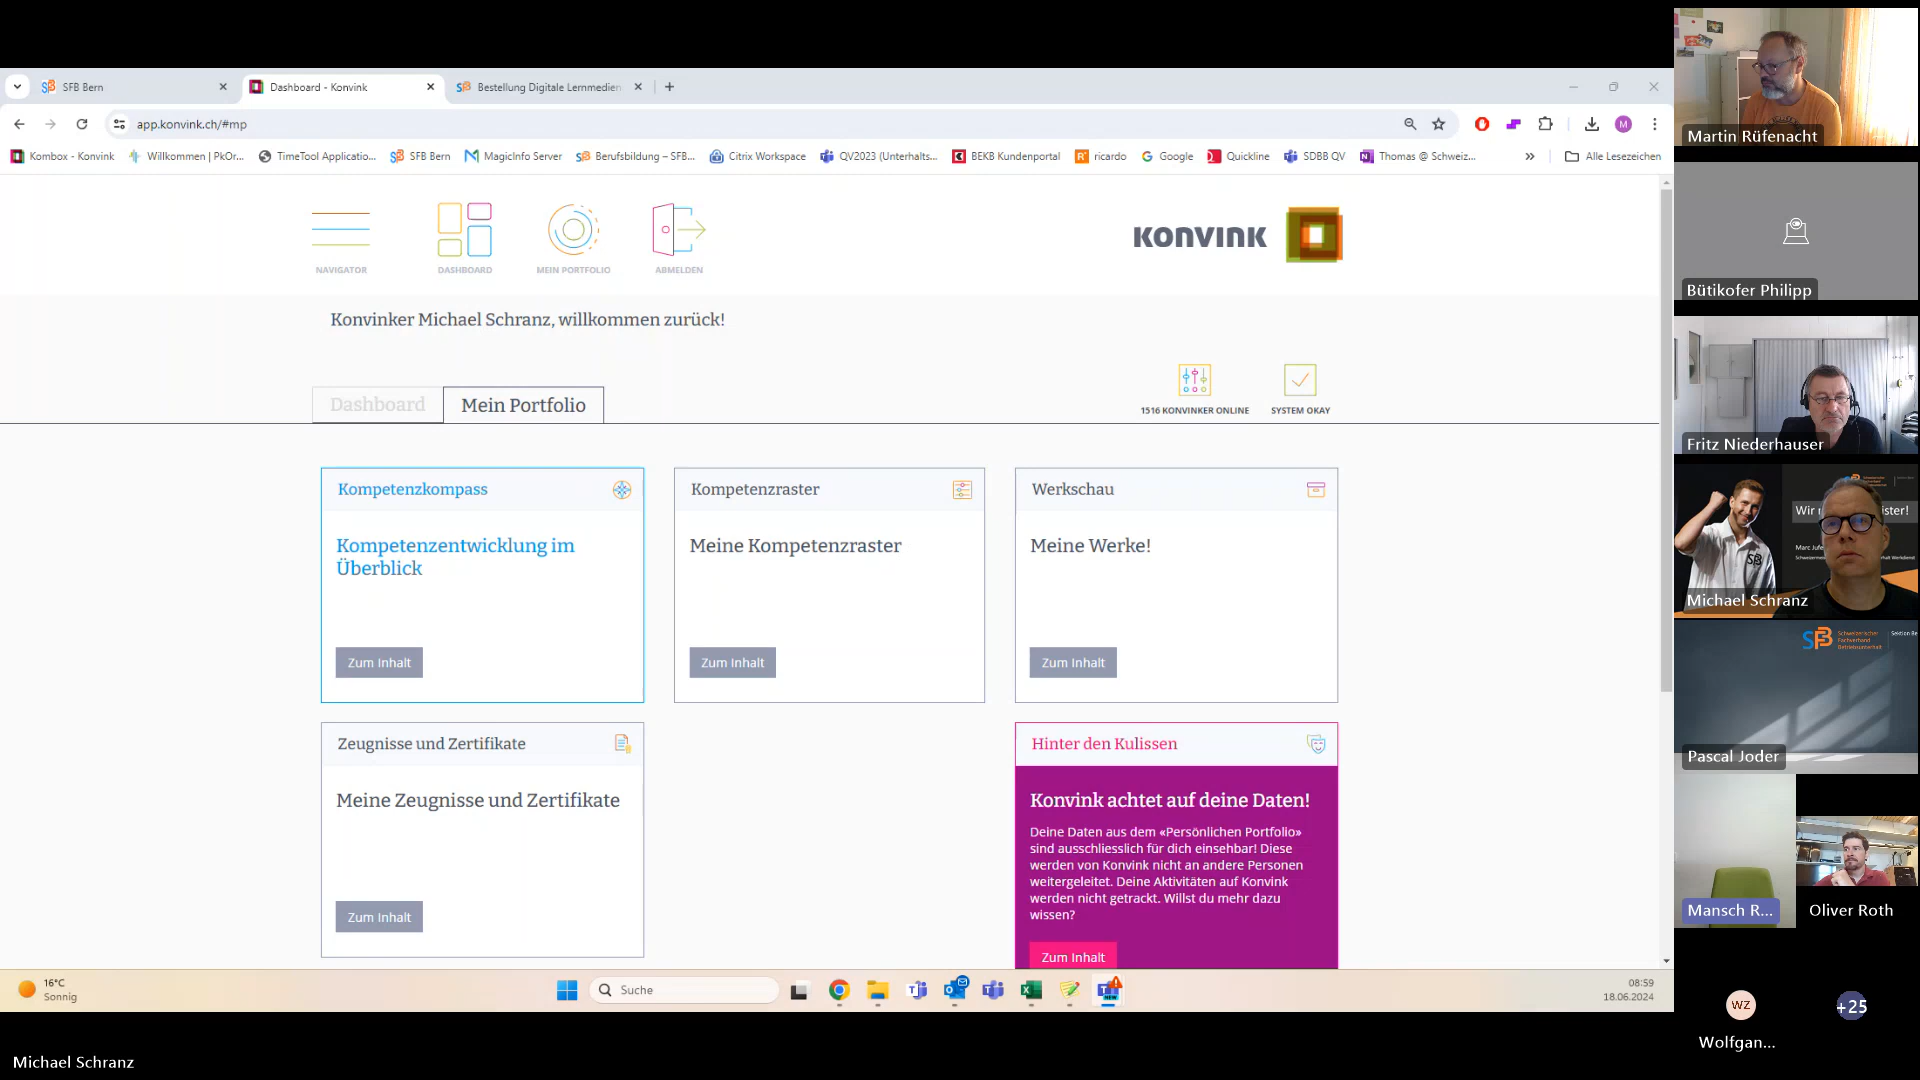 SFB Bern
Dashboard - Konvink
Bestellung Digitale Lernmedien
app.konvink.ch/#mp
M
Kombox - Konvink
Willkommen | PkOr...
TimeTool Applicatio...
SFB Bern
MagicInfo Server
Berufsbildung – SFB...
Citrix Workspace
QV2023 (Unterhalts...
BEKB Kundenportal
ricardo
Google
Quickline
SDBB QV
Thomas @ Schweiz...
»
Alle Lesezeichen
NAVIGATOR
DASHBOARD
MEIN PORTFOLIO
ABMELDEN
KONVINK
Konvinker Michael Schranz, willkommen zurück!
Dashboard
Mein Portfolio
1516 KONVINKER ONLINE
SYSTEM OKAY
Kompetenzkompass
Kompetenzentwicklung im
Überblick
Zum Inhalt
Kompetenzraster
Meine Kompetenzraster
Zum Inhalt
Werkschau
Meine Werke!
Zum Inhalt
Zeugnisse und Zertifikate
Meine Zeugnisse und Zertifikate
Zum Inhalt
Hinter den Kulissen
Konvink achtet auf deine Daten!
Deine Daten aus dem «Persönlichen Portfolio»
sind ausschliesslich für dich einsehbar! Diese
werden von Konvink nicht an andere Personen
weitergeleitet. Deine Aktivitäten auf Konvink
werden nicht getrackt. Willst du mehr dazu
wissen?
Zum Inhalt
16°C
Sonnig
Suche
08:59
18.06.2024
Michael Schranz
Martin Rüfenacht
Bütikofer Philipp
Fritz Niederhauser
Michael Schranz
SFB
Schweizerischer
Fachverband
Betriebsunterhalt
Sektion Be
Pascal Joder
Mansch R...
Oliver Roth
WZ
Wolfgan...
+25